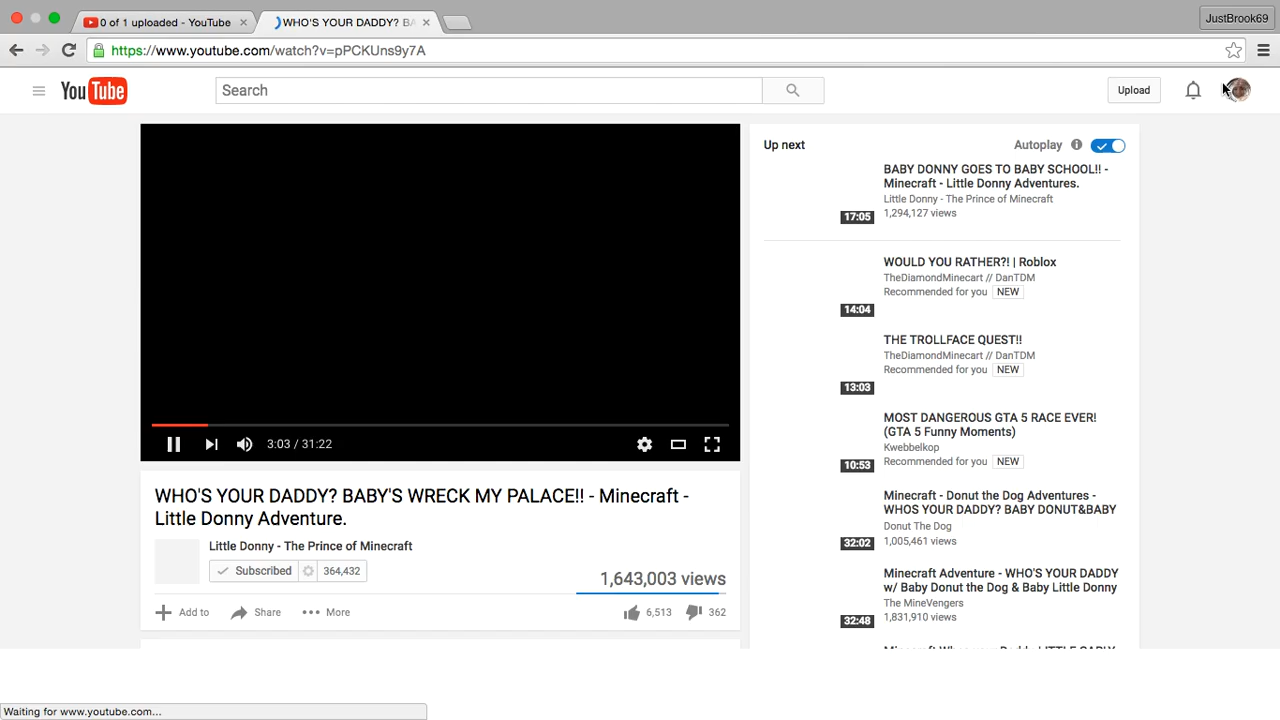 0 of 1 uploaded - YouTube
WHO'S YOUR DADDY? BA
JustBrook69
https://www.youtube.com/watch?v=pPCKUns9y7A
YouTube
Search
Upload
Up next
Autoplay
BABY DONNY GOES TO BABY SCHOOL!! -
Minecraft - Little Donny Adventures.
Little Donny - The Prince of Minecraft
1,294,127 views
17:05
WOULD YOU RATHER?! | Roblox
TheDiamondMinecart // DanTDM
Recommended for you NEW
14:04
THE TROLLFACE QUEST!!
TheDiamondMinecart // DanTDM
Recommended for you NEW
13:03
MOST DANGEROUS GTA 5 RACE EVER!
(GTA 5 Funny Moments)
Kwebbelkop
Recommended for you NEW
10:53
Minecraft - Donut the Dog Adventures -
WHOS YOUR DADDY? BABY DONUT&BABY
Donut The Dog
1,005,461 views
32:02
Minecraft Adventure - WHO'S YOUR DADDY
w/ Baby Donut the Dog & Baby Little Donny
The MineVengers
1,831,910 views
32:48
3:03 / 31:22
WHO'S YOUR DADDY? BABY'S WRECK MY PALACE!! - Minecraft -
Little Donny Adventure.
Little Donny - The Prince of Minecraft
Subscribed 364,432
1,643,003 views
Add to Share More 6,513 362
Waiting for www.youtube.com...